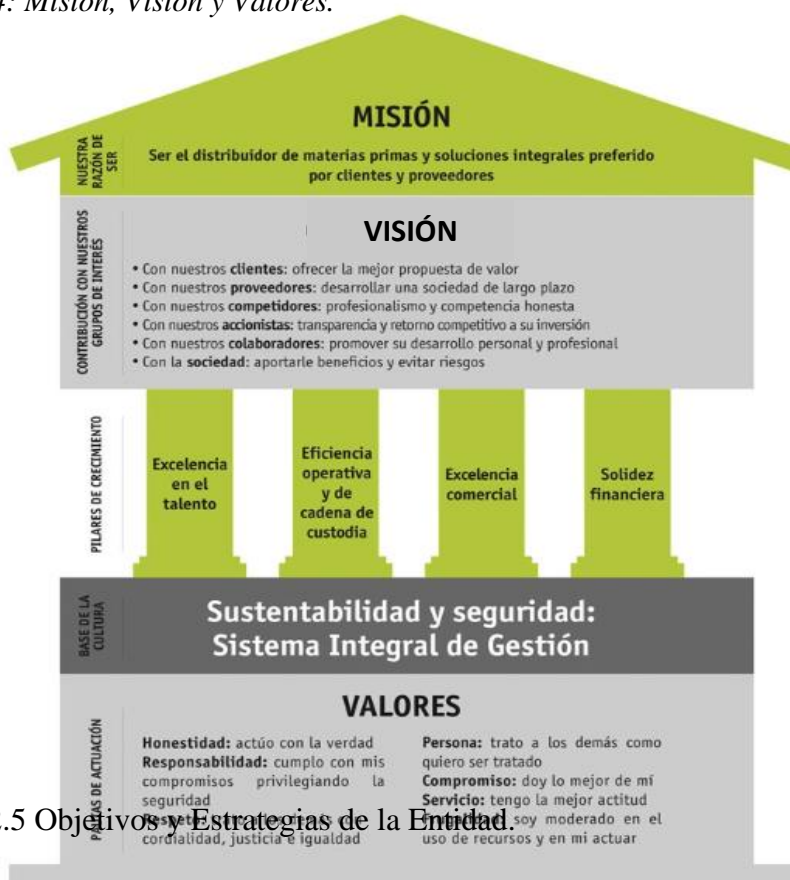 4: Misión, Visión y Valores.
MISIÓN
NUESTRA
RAZÓN DE
SER
Ser el distribuidor de materias primas y soluciones integrales preferido
por clientes y proveedores
CONTRIBUCIÓN CON NUESTROS
GRUPOS DE INTERÉS
VISIÓN
• Con nuestros clientes: ofrecer la mejor propuesta de valor
• Con nuestros proveedores: desarrollar una sociedad de largo plazo
• Con nuestros competidores: profesionalismo y competencia honesta
• Con nuestros accionistas: transparencia y retorno competitivo a su inversión
• Con nuestros colaboradores: promover su desarrollo personal y profesional
• Con la sociedad: aportarle beneficios y evitar riesgos
PILARES DE CRECIMIENTO
Excelencia
en el
talento
Eficiencia
operativa
y de
cadena de
custodia
Excelencia
comercial
Solidez
financiera
BASE DE LA
CULTURA
Sustentabilidad y seguridad:
Sistema Integral de Gestión
VALORES
PAUTAS DE ACTUACIÓN
Honestidad: actúo con la verdad
Responsabilidad: cumplo con mis
compromisos privilegiando la
seguridad
Respeto: con
cordialidad, justicia e igualdad
Persona: trato a los demás como
quiero ser tratado
Compromiso: doy lo mejor de mí
Servicio: tengo la mejor actitud
Frugalidad: soy moderado en el
uso de recursos y en mi actuar
2.5 Objetivos y Estrategias de la Entidad.